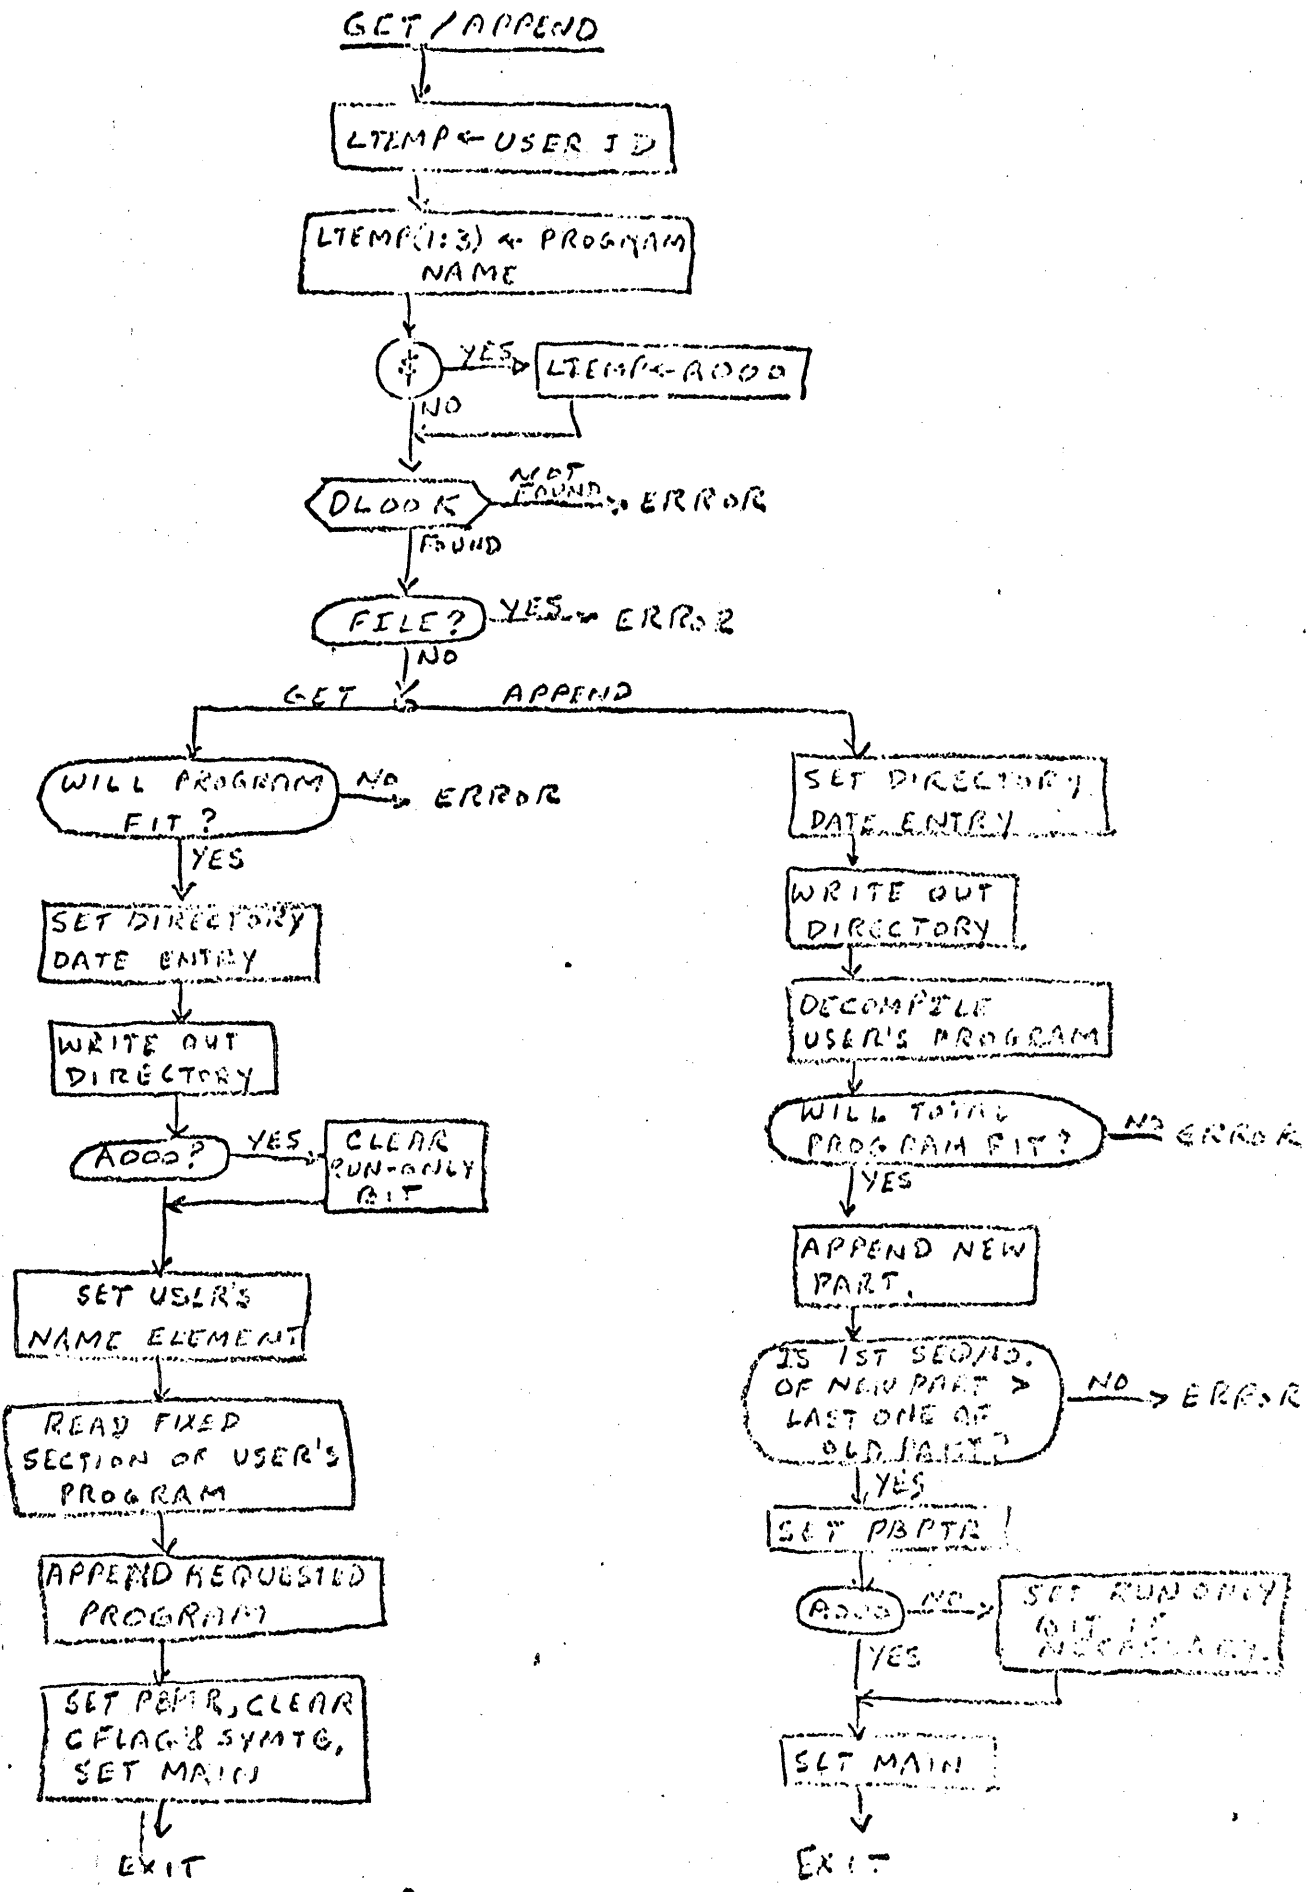 GET/APPEND
LTEMP←USER ID
LTEMP(1:3) ← PROGRAM
NAME
$
YES
LTEMP←A000
NO
DLOOK
NOT
FOUND
ERROR
FOUND
FILE?
YES
ERROR
NO
GET
APPEND
WILL PROGRAM
FIT?
NO
ERROR
YES
SET DIRECTORY
DATE ENTRY
WRITE OUT
DIRECTORY
A000?
YES
CLEAR
RUN-ONLY
BIT
SET USER'S
NAME ELEMENT
READ FIXED
SECTION OF USER'S
PROGRAM
APPEND REQUESTED
PROGRAM
SET PBPTR, CLEAR
CFLAG & SYMTB,
SET MAIN
EXIT
SET DIRECTORY
DATE ENTRY
WRITE OUT
DIRECTORY
DECOMPILE
USER'S PROGRAM
WILL TOTAL
PROGRAM FIT?
NO
ERROR
YES
APPEND NEW
PART.
IS 1ST SEQ/NO.
OF NEW PART >
LAST ONE OF
OLD PART?
NO
ERROR
YES
SET PBPTR
A000
NO
SET RUN ONLY
BIT IF
NECESSARY.
YES
SET MAIN
EXIT